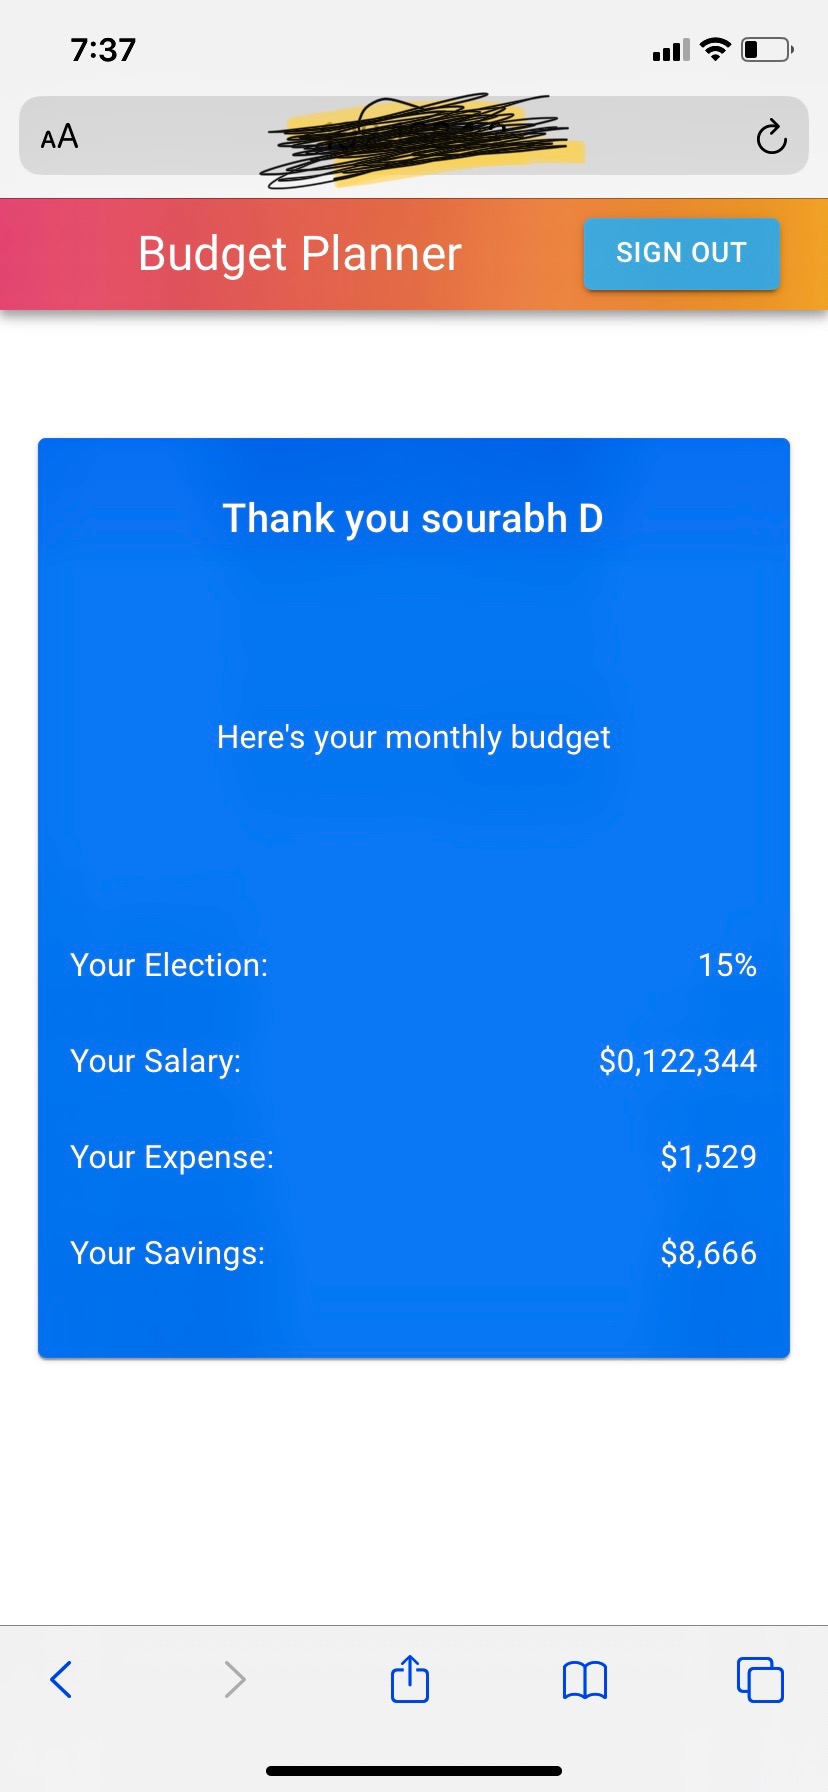 7:37
AA
Budget Planner
SIGN OUT
Thank you sourabh D
Here's your monthly budget
Your Election: 15%
Your Salary: $0,122,344
Your Expense: $1,529
Your Savings: $8,666